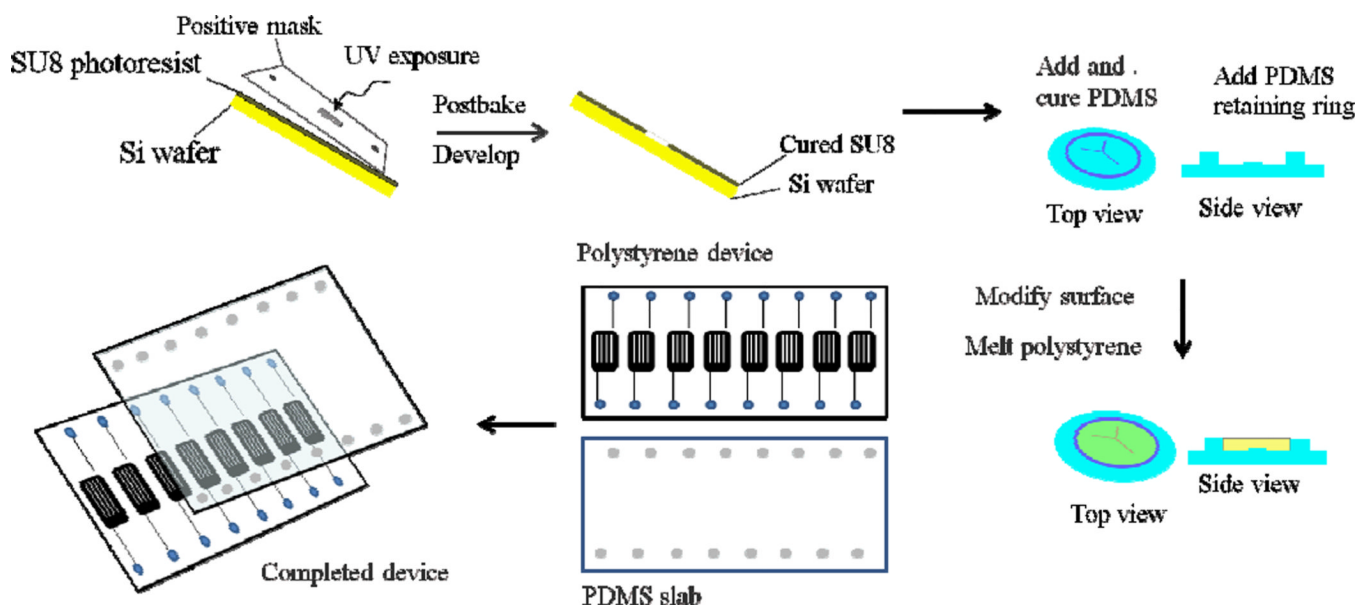 Positive mask
SU8 photoresist
UV exposure
Si wafer
Postbake
Develop
Cured SU8
Si wafer
Add and .
cure PDMS
Add PDMS
retaining ring
Top view
Side view
Modify surface
Melt polystyrene
Top view
Side view
Polystyrene device
PDMS slab
Completed device